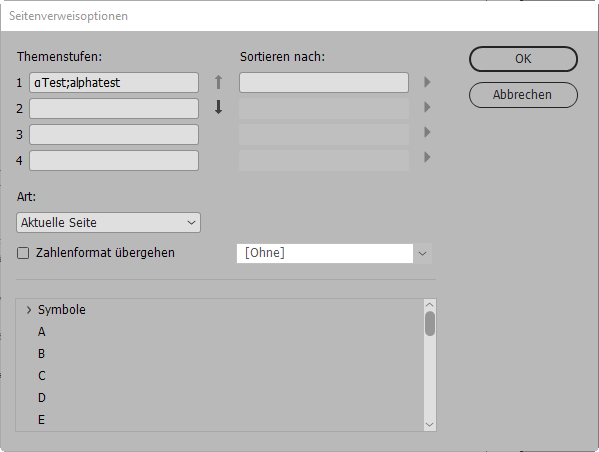 Seitenverweisoptionen
Themenstufen:
Sortieren nach:
OK
1 αTest;alphatest
2
Abbrechen
3
4
Art:
Aktuelle Seite
Zahlenformat übergehen
[Ohne]
Symbole
A
B
C
D
E